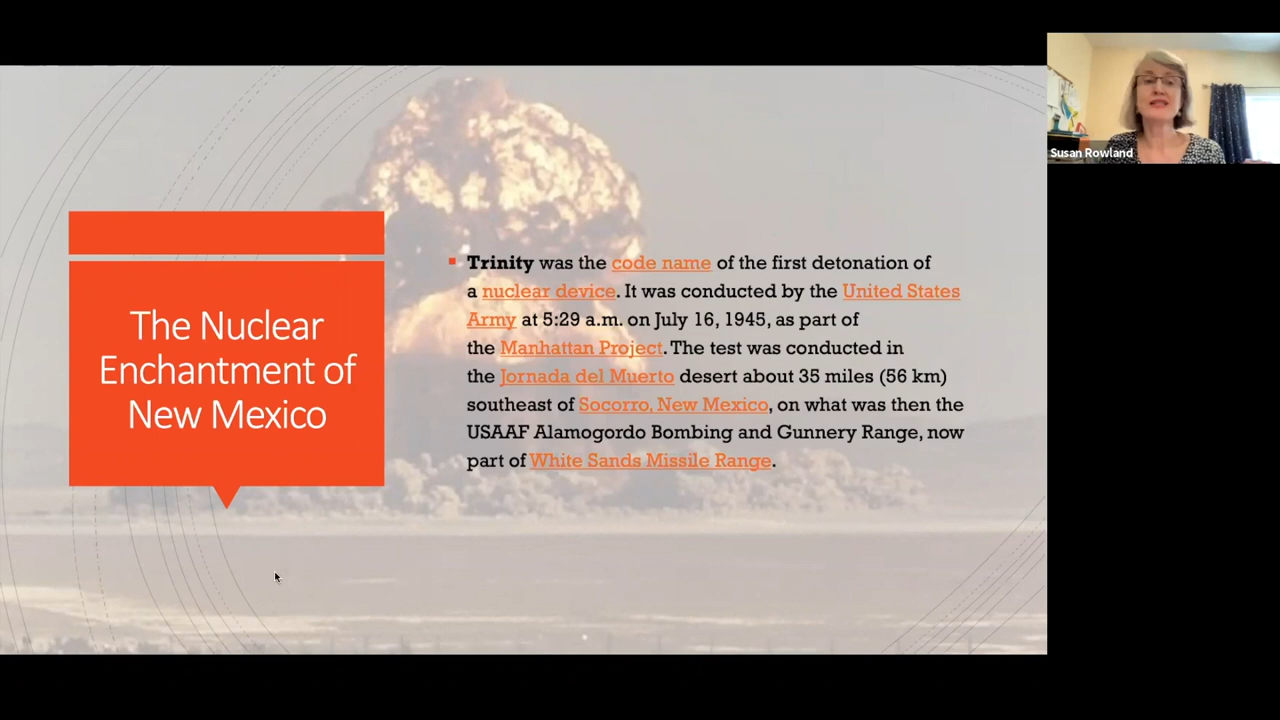 The Nuclear
Enchantment of
New Mexico
Trinity was the code name of the first detonation of
a nuclear device. It was conducted by the United States
Army at 5:29 a.m. on July 16, 1945, as part of
the Manhattan Project. The test was conducted in
the Jornada del Muerto desert about 35 miles (56 km)
southeast of Socorro, New Mexico, on what was then the
USAAF Alamogordo Bombing and Gunnery Range, now
part of White Sands Missile Range.
Susan Rowland